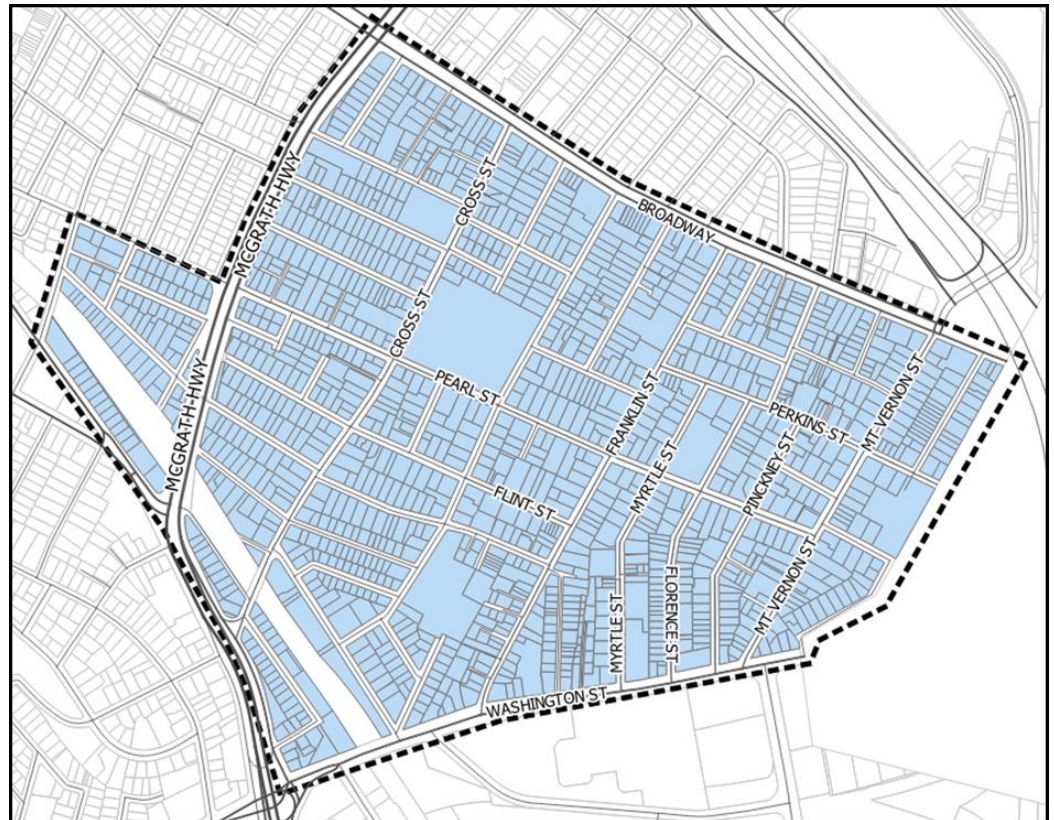 CROSS ST
BROADWAY
MCGRATH HWY
CROSS ST
MCGRATH HWY
PEARL ST
FRANKLIN ST
MT VERNON ST
PERKINS ST
MYRTLE ST
PINCKNEY ST
FLINT ST
MT VERNON ST
FLORENCE ST
MYRTLE ST
WASHINGTON ST